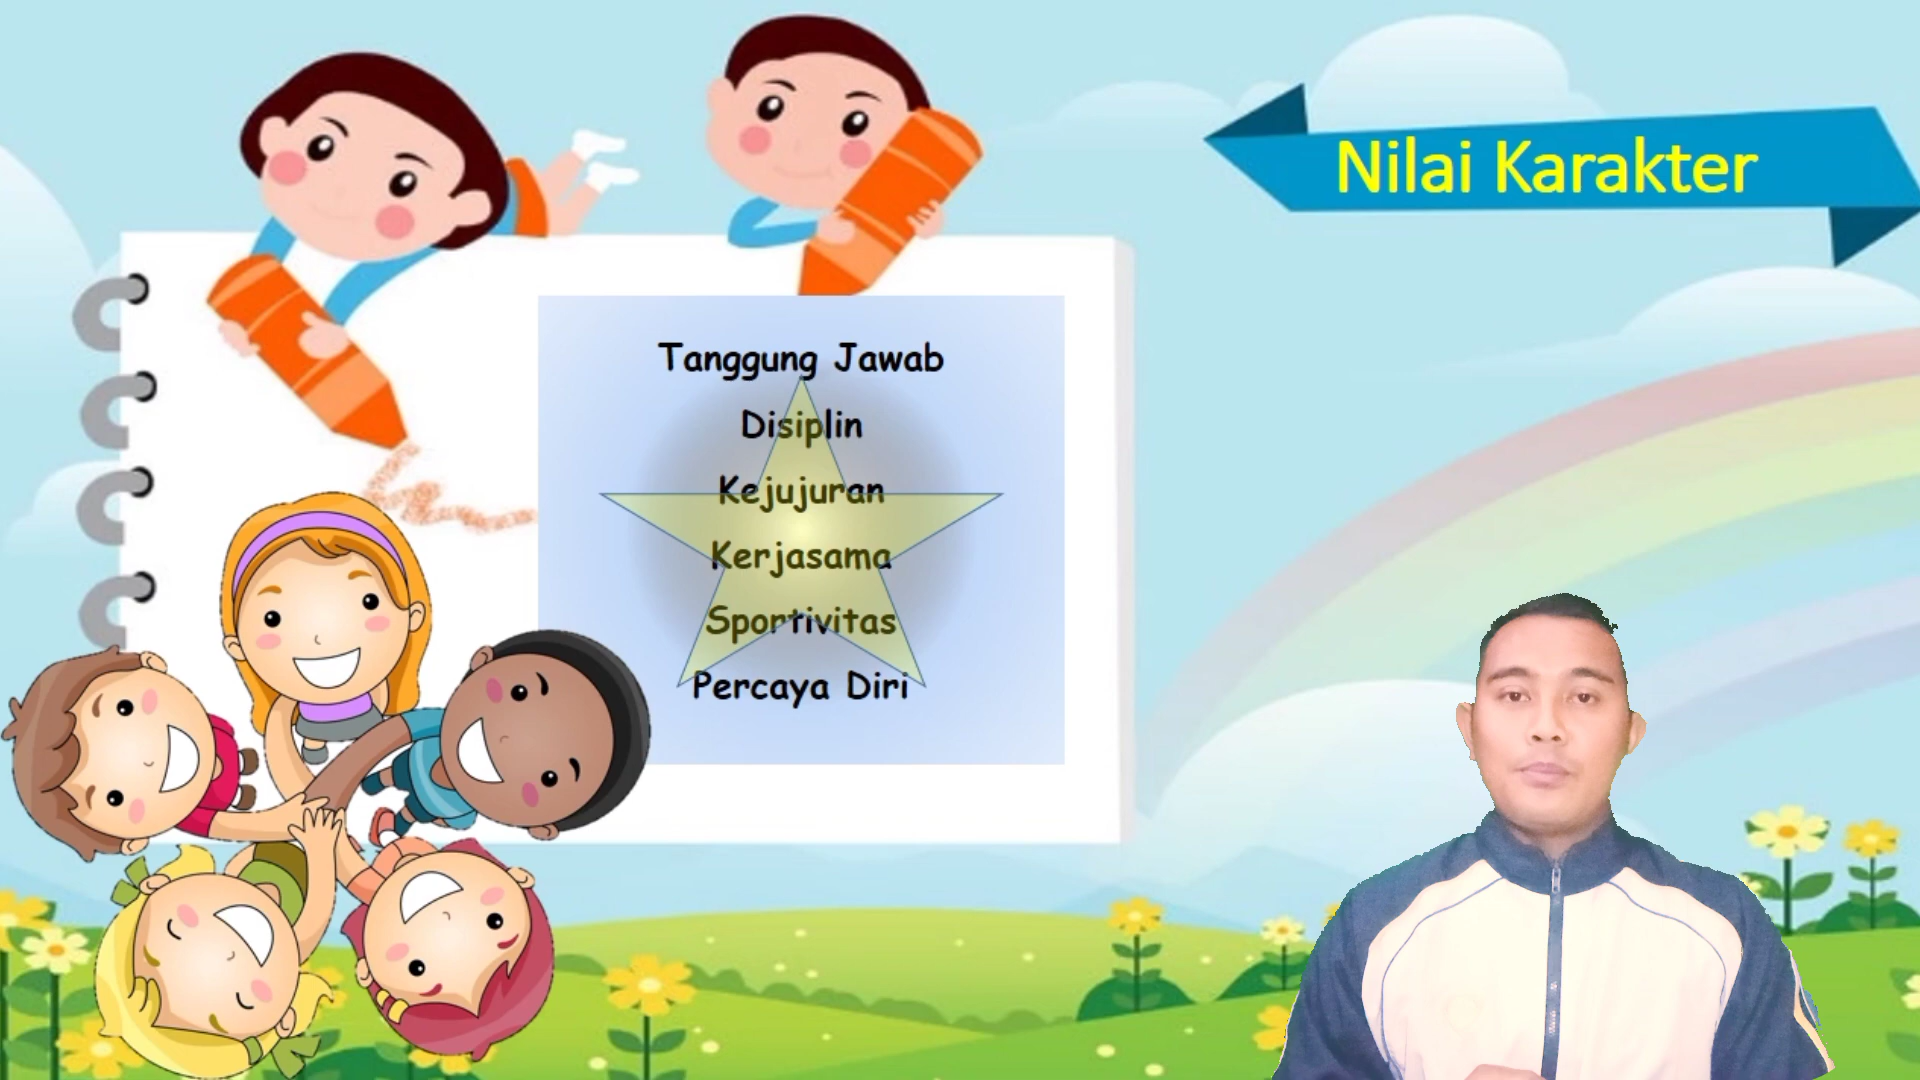 Nilai Karakter
Tanggung Jawab
Disiplin
Kejujuran
Kerjasama
Sportivitas
Percaya Diri